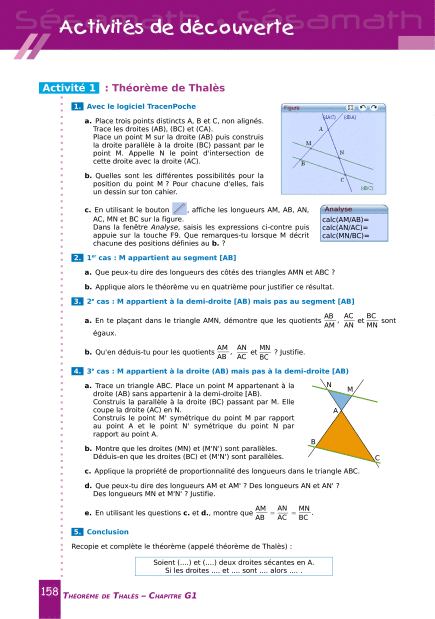 Sésamath - Sésamath - Sésamath
Activités de découverte
Activité 1 : Théorème de Thalès
1. Avec le logiciel TracenPoche
a. Place trois points distincts A, B et C, non alignés.
Trace les droites (AB), (BC) et (CA).
Place un point M sur la droite (AB) puis construis
la droite parallèle à la droite (BC) passant par le
point M. Appelle N le point d'intersection de
cette droite avec la droite (AC).
b. Quelles sont les différentes possibilités pour la
position du point M ? Pour chacune d'elles, fais
un dessin sur ton cahier.
Figure
(AC)
(BA)
A
M
N
B
C
(BC)
c. En utilisant le bouton , affiche les longueurs AM, AB, AN,
AC, MN et BC sur la figure.
Dans la fenêtre Analyse, saisis les expressions ci-contre puis
appuie sur la touche F9. Que remarques-tu lorsque M décrit
chacune des positions définies au b. ?
Analyse
calc(AM/AB)=
calc(AN/AC)=
calc(MN/BC)=
2. 1er cas : M appartient au segment [AB]
a. Que peux-tu dire des longueurs des côtés des triangles AMN et ABC ?
b. Applique alors le théorème vu en quatrième pour justifier ce résultat.
3. 2e cas : M appartient à la demi-droite [AB) mais pas au segment [AB]
a. En te plaçant dans le triangle AMN, démontre que les quotients AB/AM, AC/AN et BC/MN sont
égaux.
b. Qu'en déduis-tu pour les quotients AM/AB, AN/AC et MN/BC ? Justifie.
4. 3e cas : M appartient à la droite (AB) mais pas à la demi-droite [AB)
a. Trace un triangle ABC. Place un point M appartenant à la
droite (AB) sans appartenir à la demi-droite [AB).
Construis la parallèle à la droite (BC) passant par M. Elle
coupe la droite (AC) en N.
Construis le point M' symétrique du point M par rapport
au point A et le point N' symétrique du point N par
rapport au point A.
N
M
A
B
C
b. Montre que les droites (MN) et (M'N') sont parallèles.
Déduis-en que les droites (BC) et (M'N') sont parallèles.
c. Applique la propriété de proportionnalité des longueurs dans le triangle ABC.
d. Que peux-tu dire des longueurs AM et AM' ? Des longueurs AN et AN' ?
Des longueurs MN et M'N' ? Justifie.
e. En utilisant les questions c. et d., montre que AM/AB = AN/AC = MN/BC.
5. Conclusion
Recopie et complète le théorème (appelé théorème de Thalès) :
Soient (....) et (....) deux droites sécantes en A.
Si les droites .... et .... sont .... alors .... .
158 THÉORÈME DE THALÈS – CHAPITRE G1